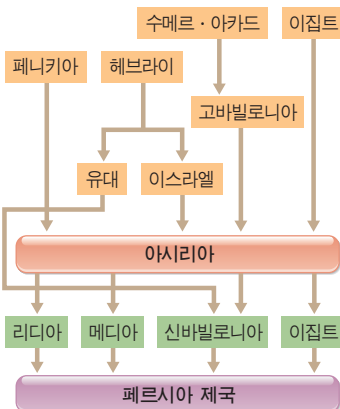 수메르·아카드 이집트
페니키아 헤브라이
고바빌로니아
유대 이스라엘
아시리아
리디아 메디아 신바빌로니아 이집트
페르시아 제국